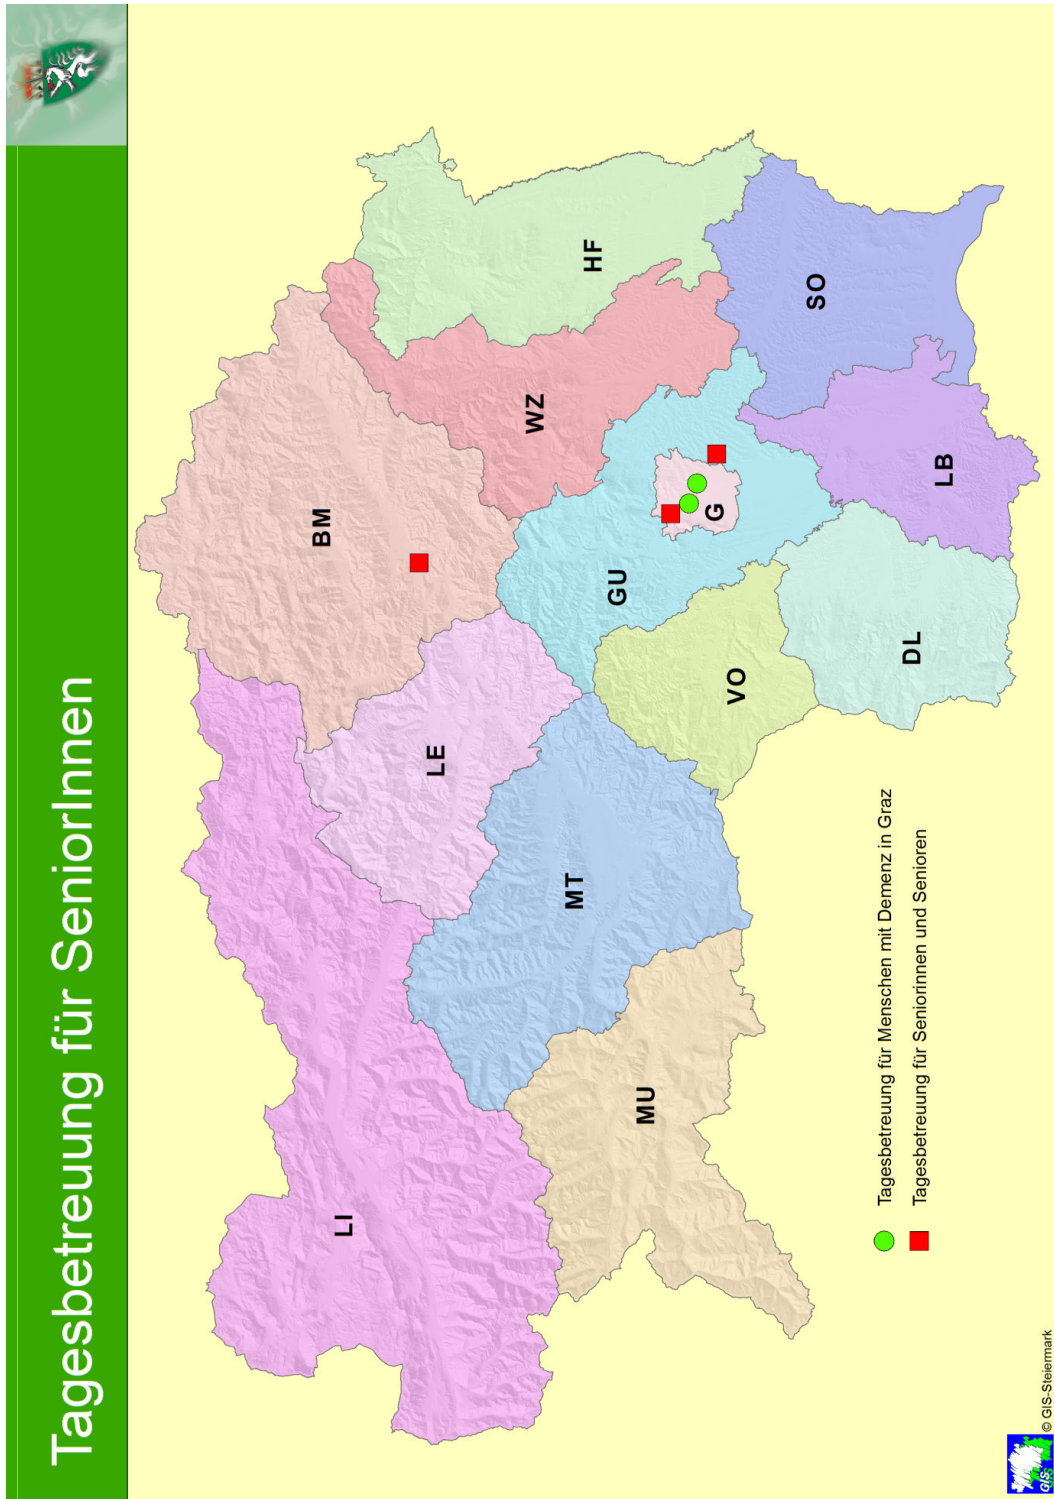 Tagesbetreuung für SeniorInnen
BM
HF
WZ
SO
LI
LE
GU
G
LB
MT
VO
DL
MU
Tagesbetreuung für Menschen mit Demenz in Graz
Tagesbetreuung für Seniorinnen und Senioren
GIS
© GIS-Steiermark